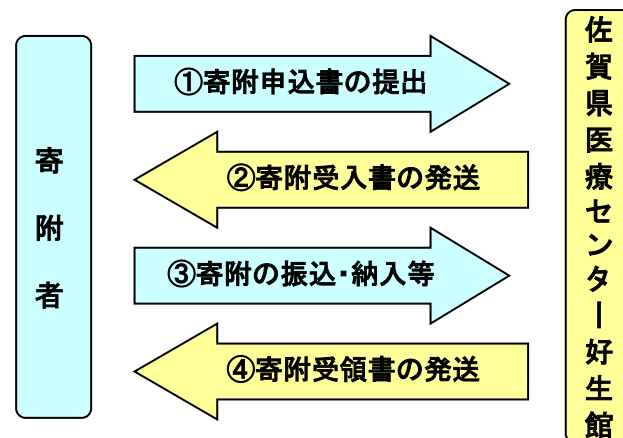 寄附者
①寄附申込書の提出
②寄附受入書の発送
③寄附の振込・納入等
④寄附受領書の発送
佐賀県医療センター好生館